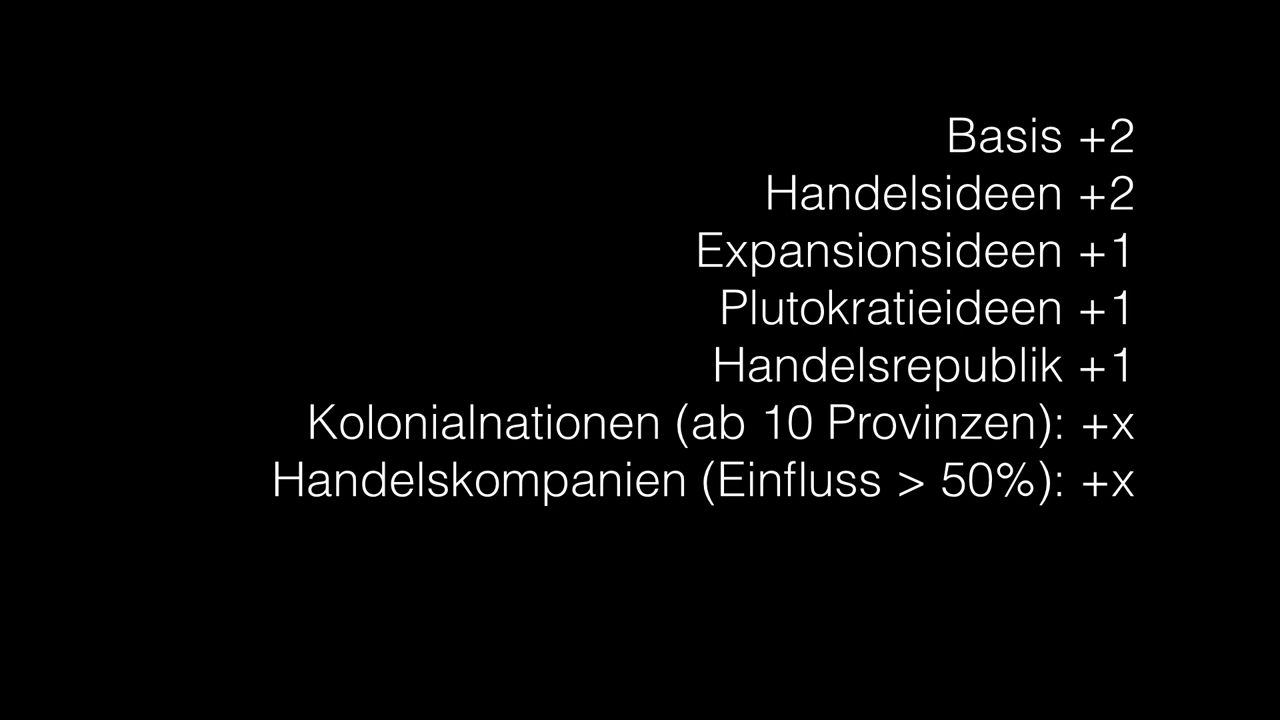 Basis +2
Handelsideen +2
Expansionsideen +1
Plutokratieideen +1
Handelsrepublik +1
Kolonialnationen (ab 10 Provinzen): +x
Handelskompanien (Einfluss > 50%): +x